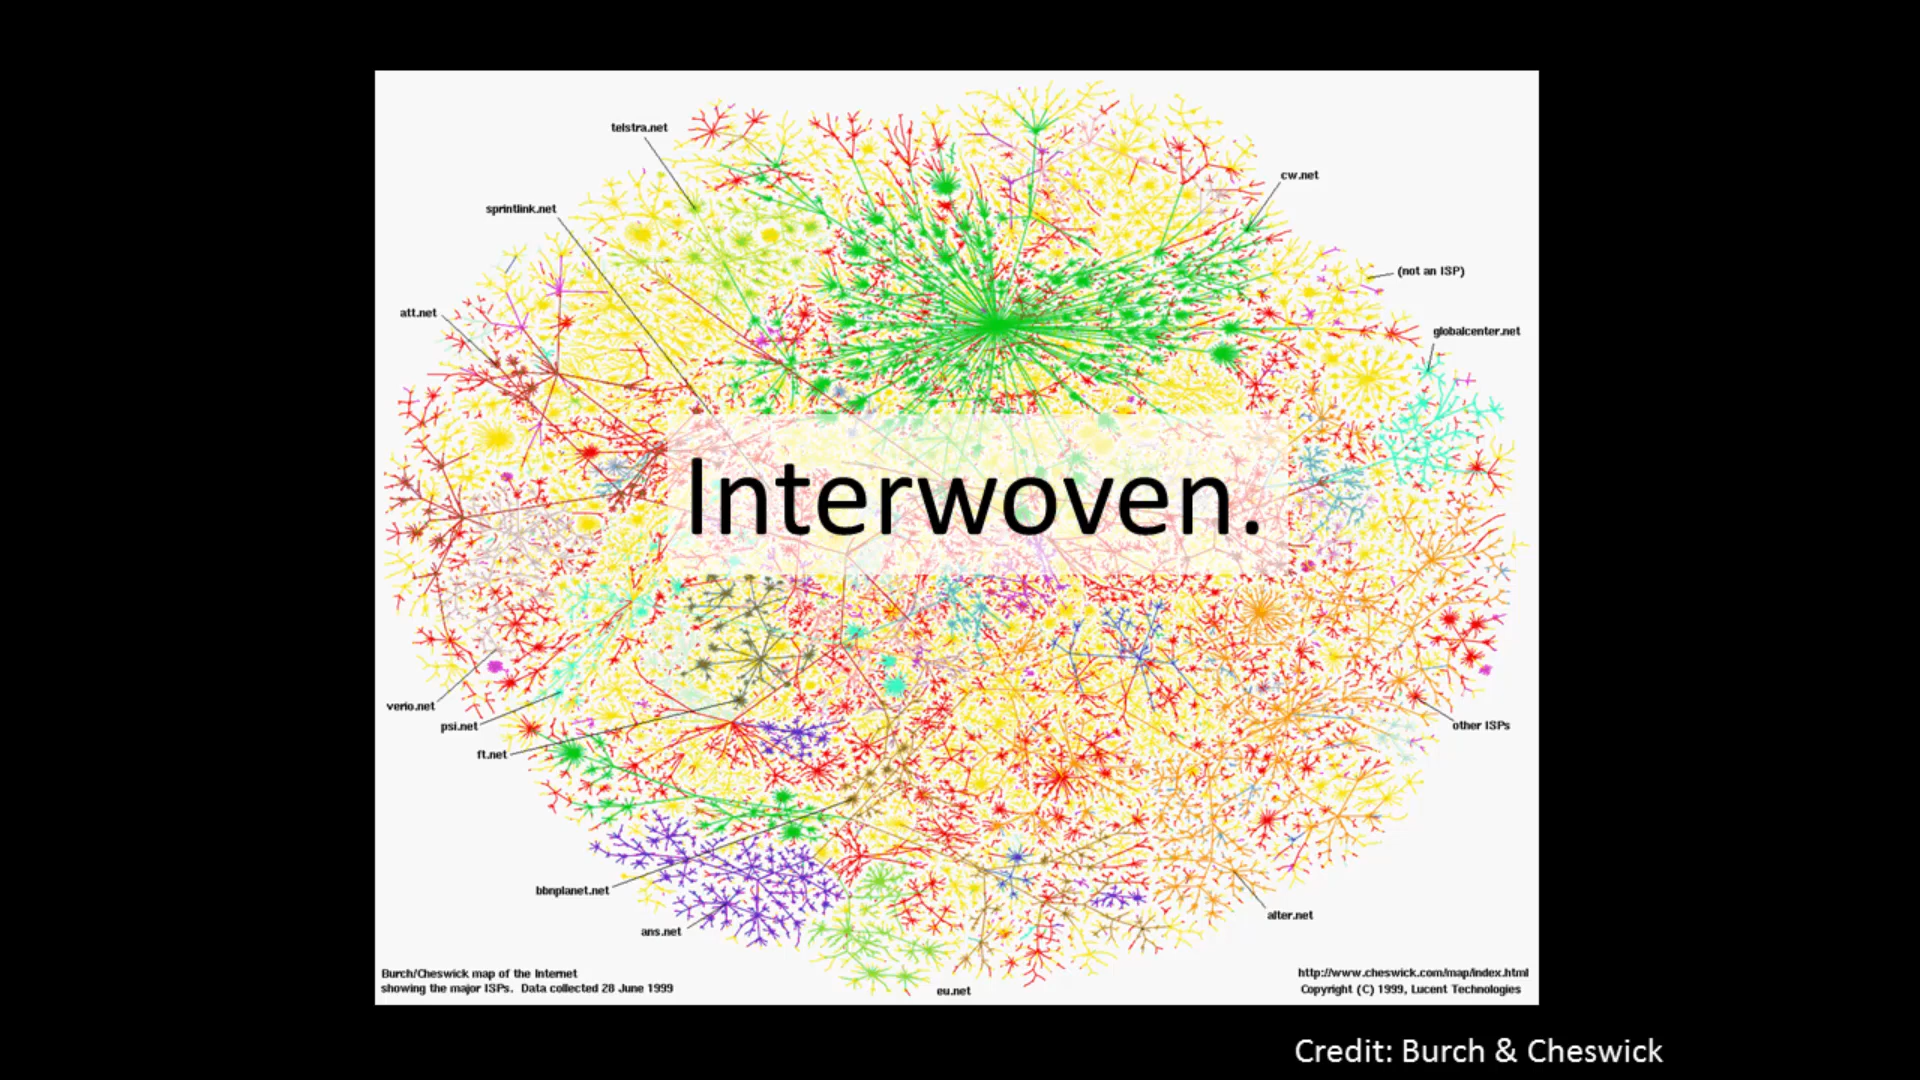 telstra.net
cw.net
sprintlink.net
(not an ISP)
att.net
globalcenter.net
Interwoven.
verio.net
psi.net
other ISPs
ft.net
bbnplanet.net
alter.net
ans.net
Burch/Cheswick map of the Internet
showing the major ISPs. Data collected 28 June 1999
eu.net
http://www.cheswick.com/map/index.html
Copyright (C) 1999, Lucent Technologies
Credit: Burch & Cheswick